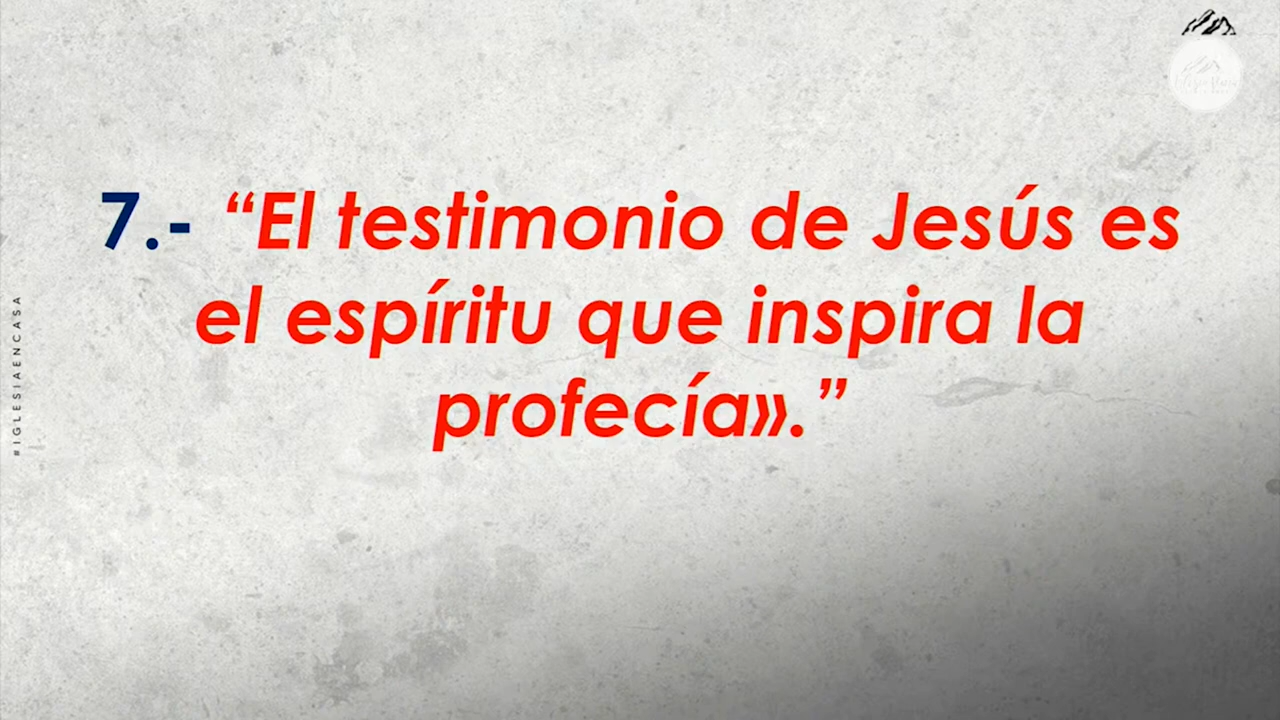 7.- “El testimonio de Jesús es
el espíritu que inspira la
profecía».”
#IGLESIAENCASA